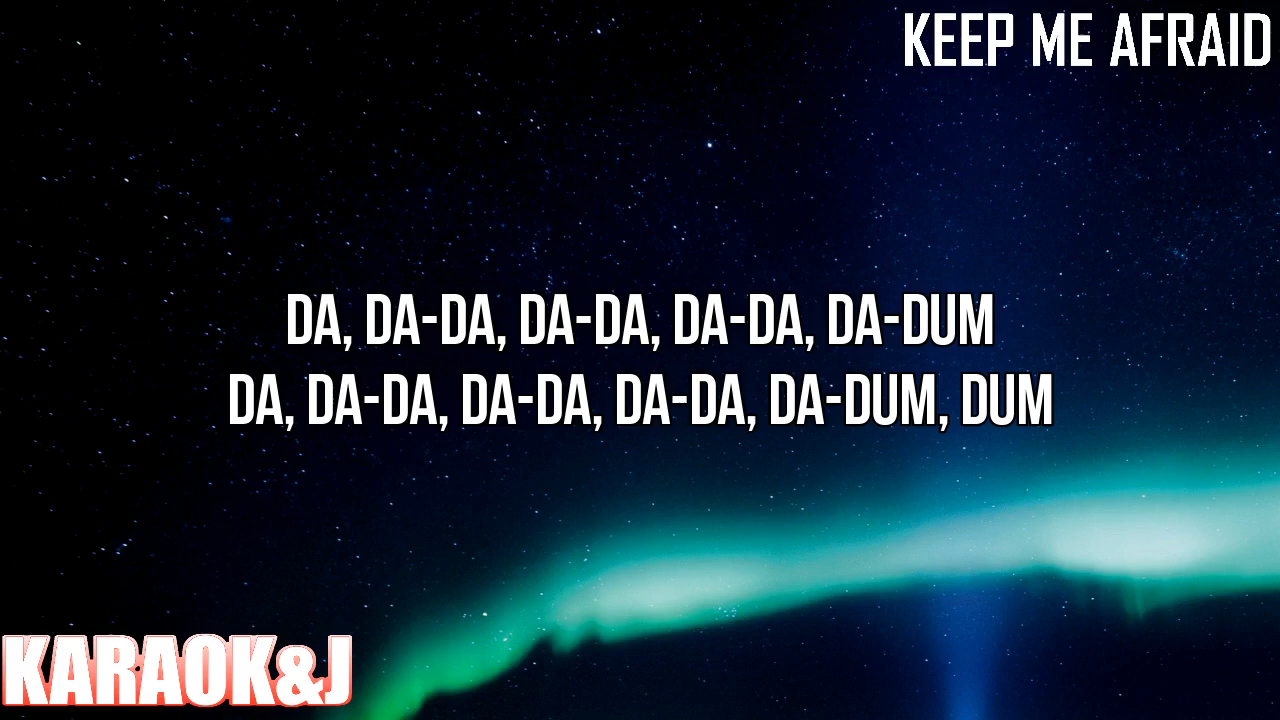 KEEP ME AFRAID
DA, DA-DA, DA-DA, DA-DA, DA-DUM
DA, DA-DA, DA-DA, DA-DA, DA-DUM, DUM
KARAOK&J